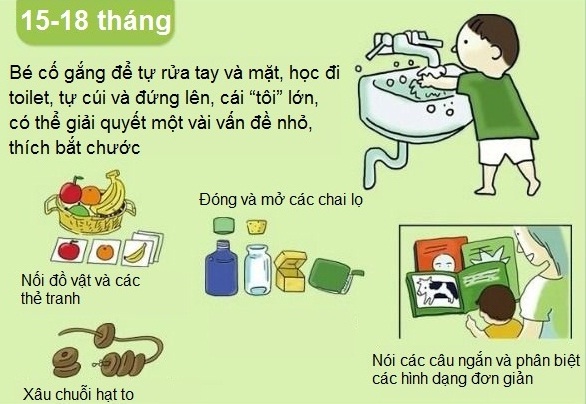 15-18 tháng
Bé cố gắng để tự rửa tay và mặt, học đi
toilet, tự cúi và đứng lên, cái “tôi” lớn,
có thể giải quyết một vài vấn đề nhỏ,
thích bắt chước
Đóng và mở các chai lọ
Nối đồ vật và các
thẻ tranh
Xâu chuỗi hạt to
Nói các câu ngắn và phân biệt
các hình dạng đơn giản